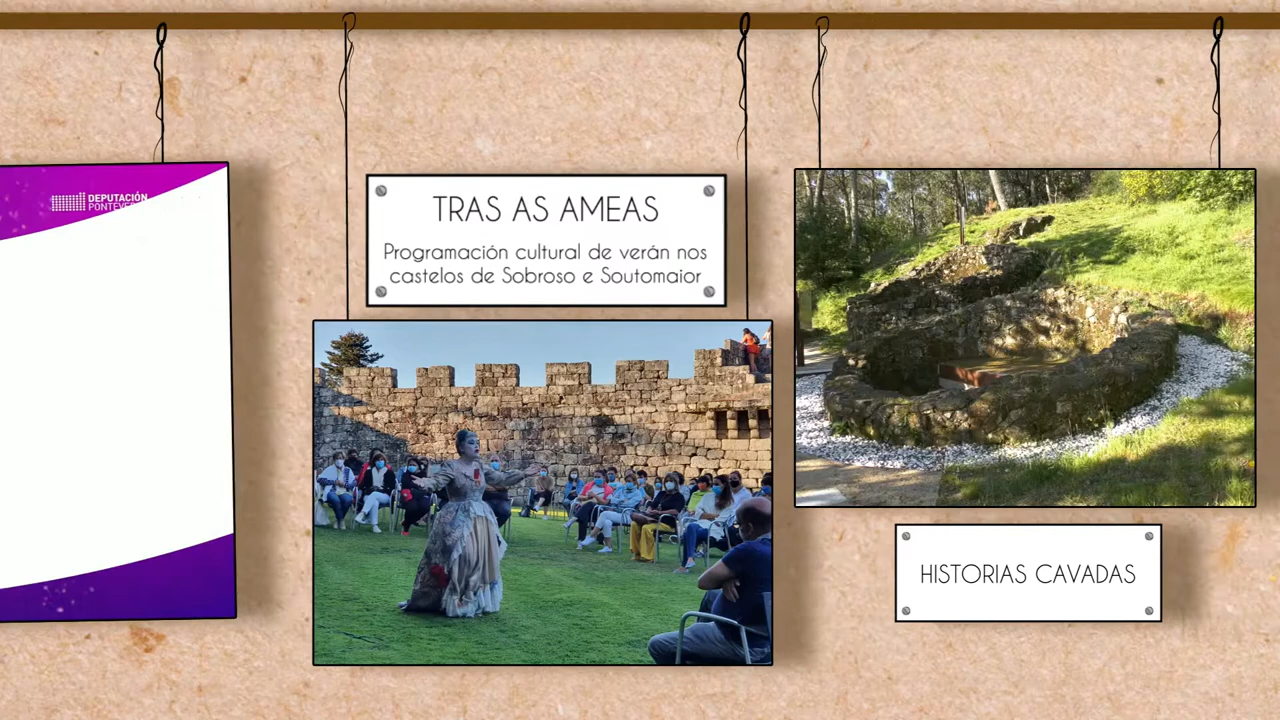 DEPUTACIÓN
TRAS AS AMEAS
Programación cultural de verán nos
castelos de Sobroso e Soutomaior
HISTORIAS CAVADAS